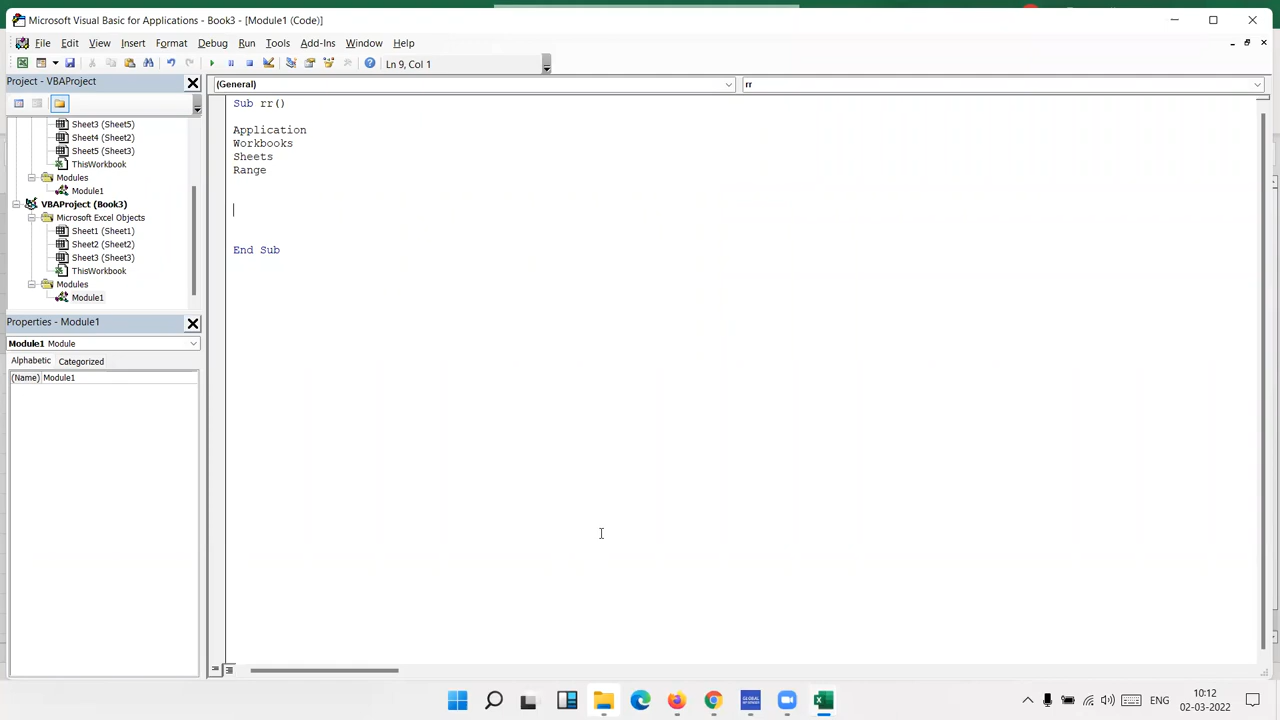 Microsoft Visual Basic for Applications - Book3 - [Module1 (Code)]
File Edit View Insert Format Debug Run Tools Add-Ins Window Help
Ln 9, Col 1
Project - VBAProject
(General)
rr
Sheet3 (Sheet5)
Sheet4 (Sheet2)
Sheet5 (Sheet3)
ThisWorkbook
Modules
Module1
VBAProject (Book3)
Microsoft Excel Objects
Sheet1 (Sheet1)
Sheet2 (Sheet2)
Sheet3 (Sheet3)
ThisWorkbook
Modules
Module1
Properties - Module1
Module1 Module
Alphabetic Categorized
(Name) Module1
Sub rr()
Application
Workbooks
Sheets
Range
End Sub
GLOBAL
ENG
10:12
02-03-2022